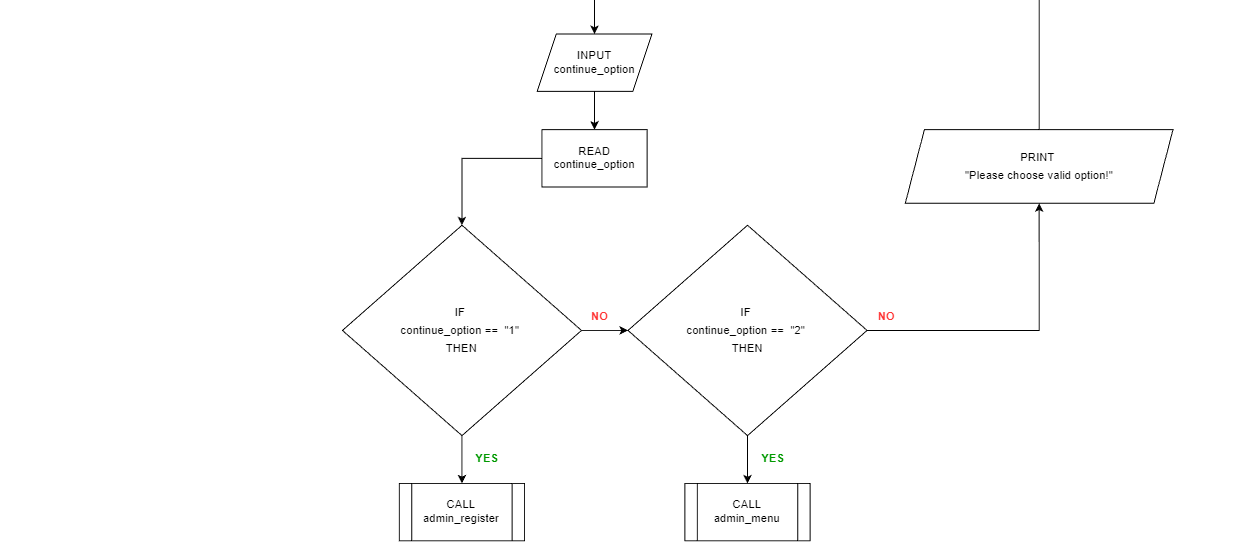 INPUT
continue_option
READ
continue_option
PRINT
"Please choose valid option!"
IF
continue_option == "1"
THEN
NO
IF
continue_option == "2"
THEN
NO
YES
YES
CALL
admin_register
CALL
admin_menu